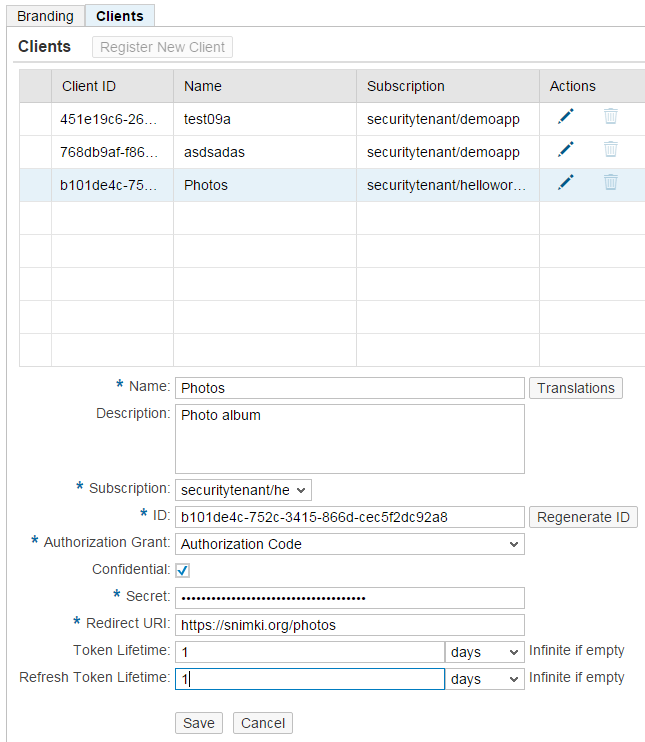 Branding Clients
Clients Register New Client
Client ID Name Subscription Actions
451e19c6-26... test09a securitytenant/demoapp
768db9af-f86... asdsadas securitytenant/demoapp
b101de4c-75... Photos securitytenant/hellowor...
* Name: Photos Translations
Description: Photo album
* Subscription: securitytenant/he
* ID: b101de4c-752c-3415-866d-cec5f2dc92a8 Regenerate ID
* Authorization Grant: Authorization Code
Confidential:
* Secret: •••••••••••••••••••••••••••••••••••••
* Redirect URI: https://snimki.org/photos
Token Lifetime: 1 days Infinite if empty
Refresh Token Lifetime: 1 days Infinite if empty
Save Cancel